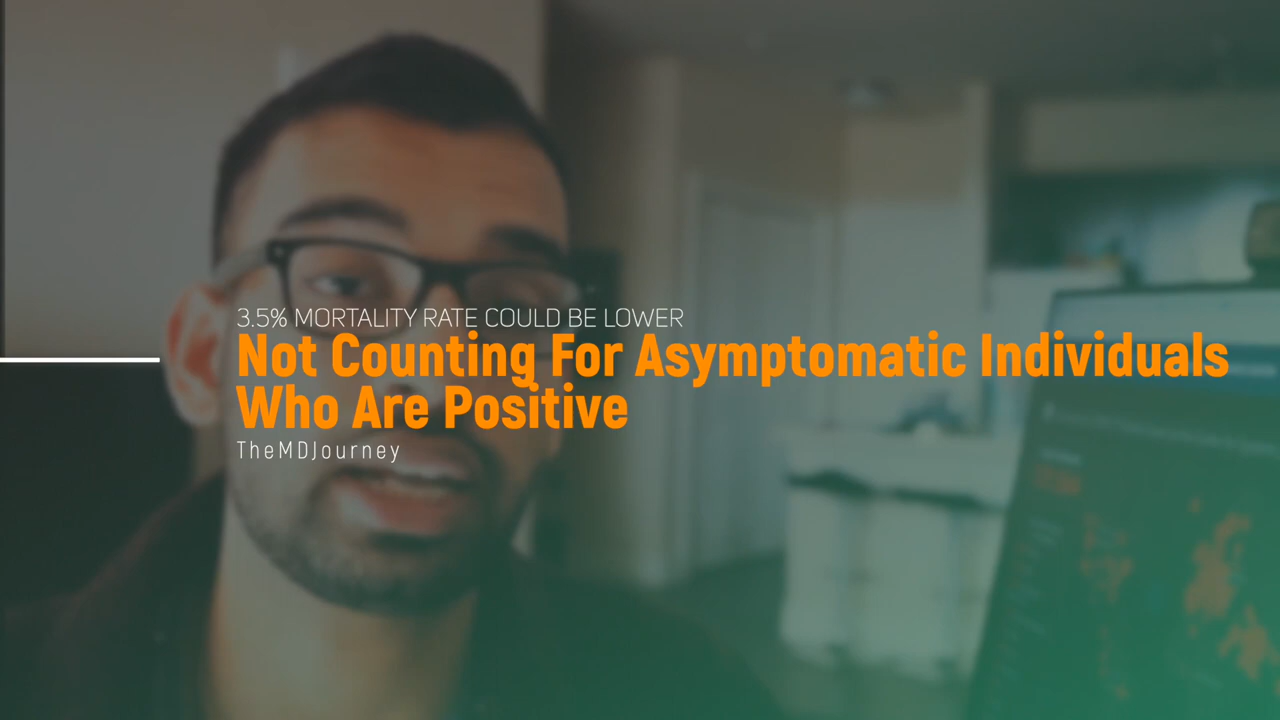 3.5% MORTALITY RATE COULD BE LOWER
Not Counting For Asymptomatic Individuals
Who Are Positive
TheMDJourney